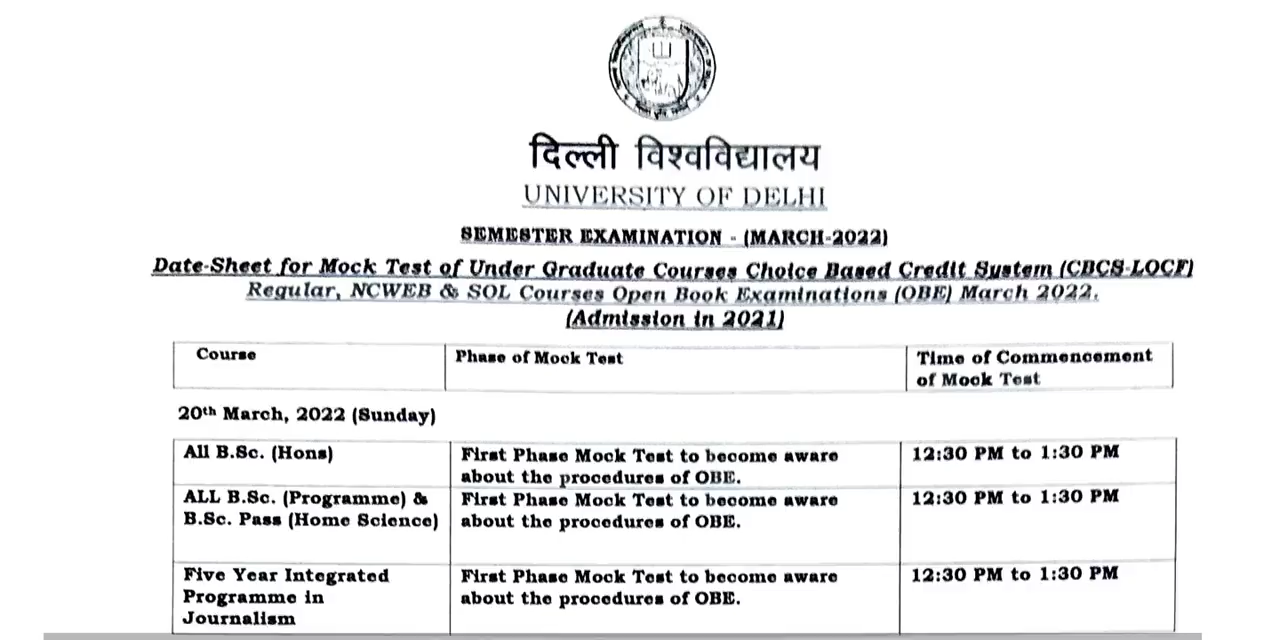 दिल्ली विश्वविद्यालय
UNIVERSITY OF DELHI
SEMESTER EXAMINATION - (MARCH-2022)
Date-Sheet for Mock Test of Under Graduate Courses Choice Based Credit System (CBCS-LOCF)
Regular, NCWEB & SOL Courses Open Book Examinations (OBE) March 2022.
(Admission in 2021)
Course Phase of Mock Test Time of Commencement
of Mock Test
20th March, 2022 (Sunday)
All B.Sc. (Hons) First Phase Mock Test to become aware 12:30 PM to 1:30 PM
about the procedures of OBE.
ALL B.Sc. (Programme) & First Phase Mock Test to become aware 12:30 PM to 1:30 PM
B.Sc. Pass (Home Science) about the procedures of OBE.
Five Year Integrated First Phase Mock Test to become aware 12:30 PM to 1:30 PM
Programme in about the procedures of OBE.
Journalism